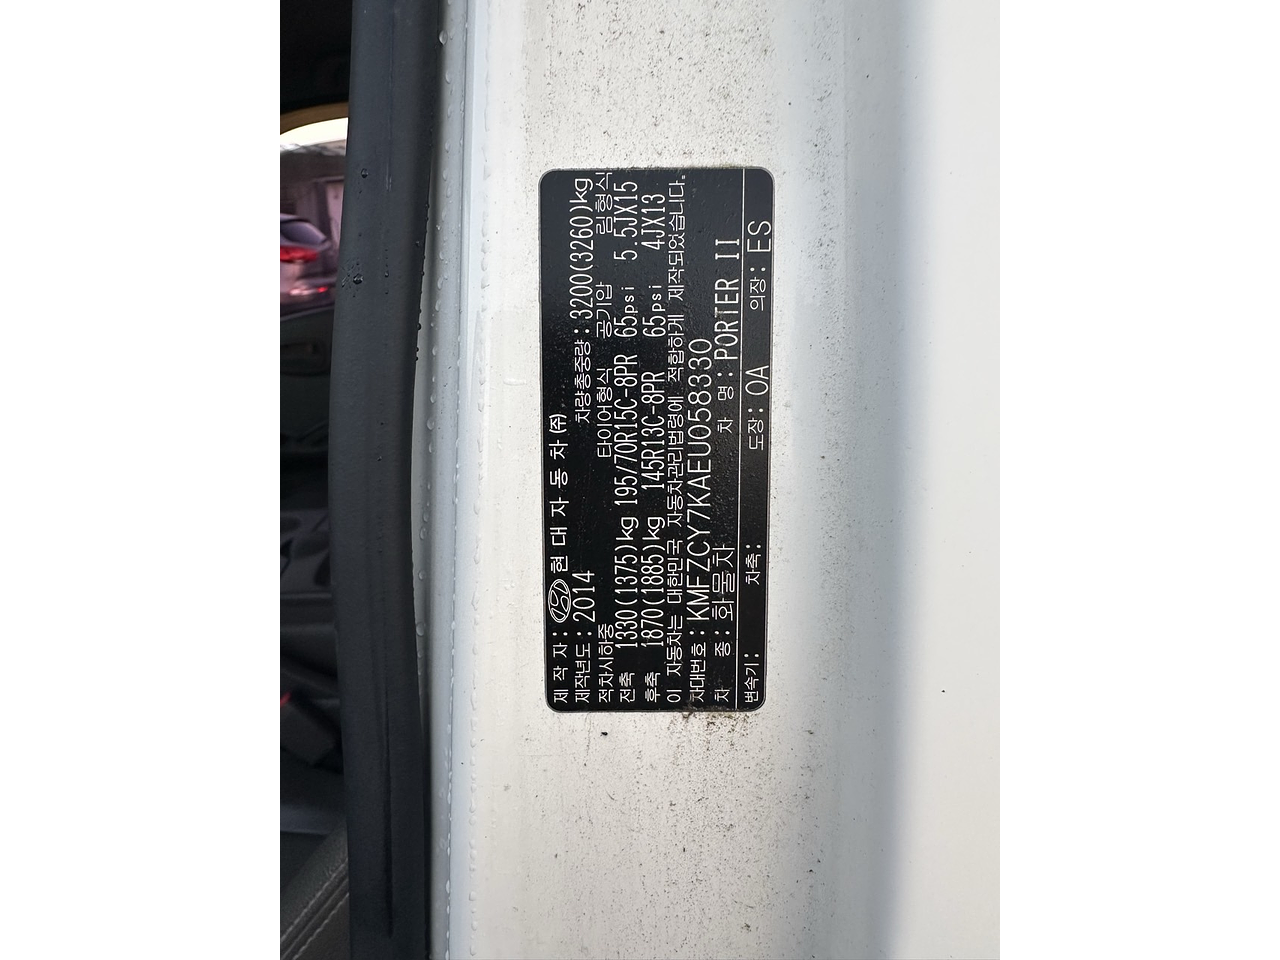 제 작 자 : 현 대 자 동 차 (주)
제작년도 : 2014 차량총중량 : 3200(3260)kg
적차시하중 타이어형식 공기압 림형식
전축 1330(1375)kg 195/70R15C-8PR 65psi 5.5JX15
후축 1870(1885)kg 145R13C-8PR 65psi 4JX13
이 자동차는 대한민국 자동차관리법령에 적합하게 제작되었습니다.
차대번호 : KMFZCY7KAEU058330
차 종 : 화물차 차 명 : PORTER II
변속기 : 차축 : 도장 : OA 의장 : ES